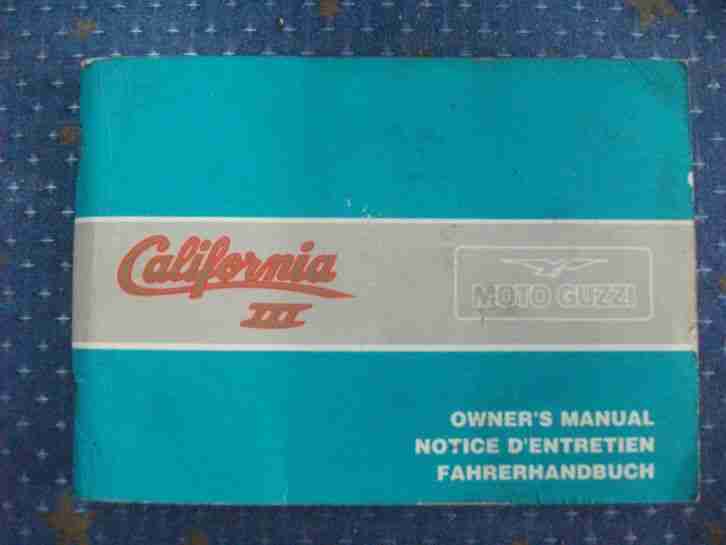 California
III
MOTO GUZZI
OWNER'S MANUAL
NOTICE D'ENTRETIEN
FAHRERHANDBUCH